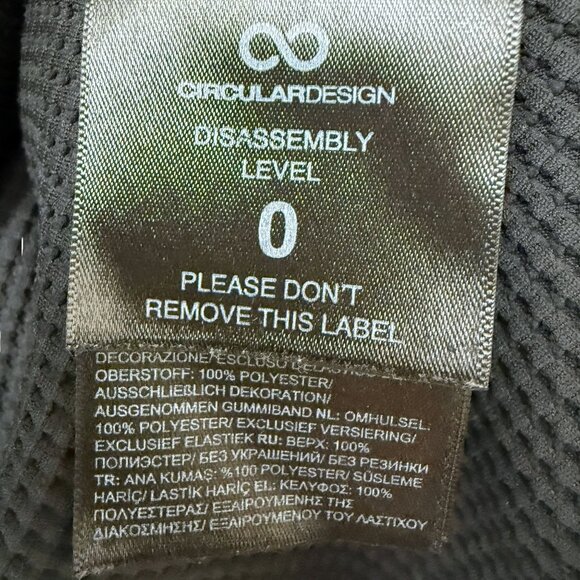 CIRCULARDESIGN
DISASSEMBLY
LEVEL
0
PLEASE DON'T
REMOVE THIS LABEL
DECORAZIONE/ESCLUSO
OBERSTOFF: 100% POLYESTER/
AUSSCHLIEẞLICH DEKORATION/
AUSGENOMMEN GUMMIBAND NL: OMHULSEL:
100% POLYESTER/ EXCLUSIEF VERSIERING/
EXCLUSIEF ELASTIEK RU: ВЕРХ: 100%
ПОЛИЭСТЕР/ БЕЗ УКРАШЕНИЙ/ БЕЗ РЕЗИНКИ
TR: ANA KUMAŞ: %100 POLYESTER/ SÜSLEME
HARİÇ/ LASTİK HARİÇ EL: ΚΕΛΥΦΟΣ: 100%
ΠΟΛΥΕΣΤΕΡΑΣ/ ΕΞΑΙΡΟΥΜΕΝΗΣ ΤΗΣ
ΔΙΑΚΟΣΜΗΣΗΣ/ ΕΞΑΙΡΟΥΜΕΝΟΥ ΤΟΥ ΛΑΣΤΙΧΟΥ